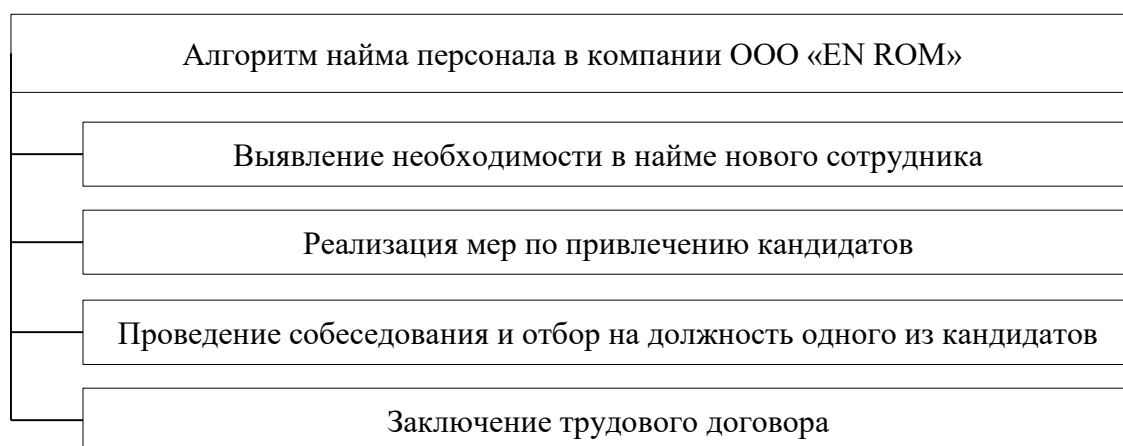 Алгоритм найма персонала в компании ООО «EN ROM»
Выявление необходимости в найме нового сотрудника
Реализация мер по привлечению кандидатов
Проведение собеседования и отбор на должность одного из кандидатов
Заключение трудового договора